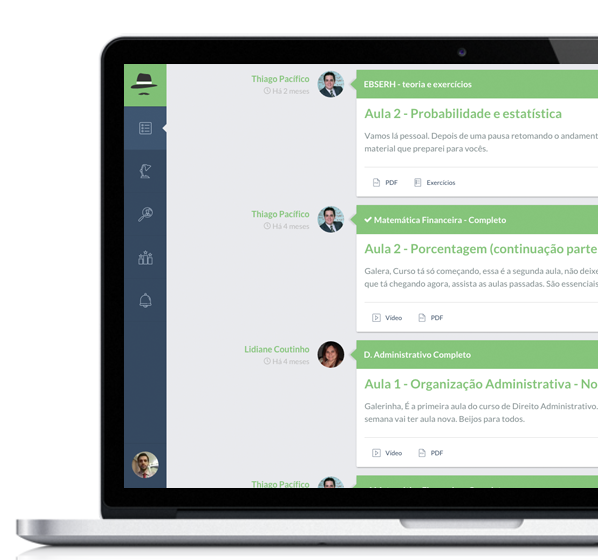 Thiago Pacífico
Há 2 meses
EBSERH - teoria e exercícios
Aula 2 - Probabilidade e estatística
Vamos lá pessoal. Depois de uma pausa retomando o andament
material que preparei para vocês.
PDF
Exercícios
Thiago Pacífico
Há 4 meses
Matemática Financeira - Completo
Aula 2 - Porcentagem (continuação parte
Galera, Curso tá só começando, essa é a segunda aula, não deixe
que tá chegando agora, assista as aulas passadas. São essenciais
Vídeo
PDF
Lidiane Coutinho
Há 4 meses
D. Administrativo Completo
Aula 1 - Organização Administrativa - No
Galerinha, É a primeira aula do curso de Direito Administrativo.
semana vai ter aula nova. Beijos para todos.
Vídeo
PDF
Thiago Pacífico